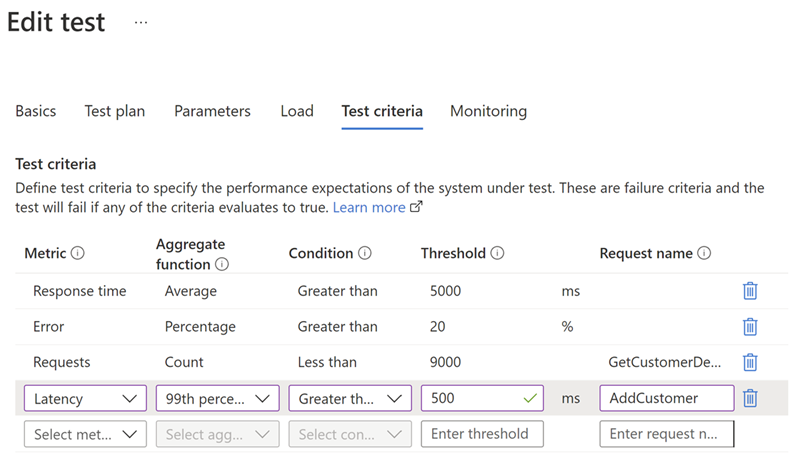 Edit test ...
Basics Test plan Parameters Load Test criteria Monitoring
Test criteria
Define test criteria to specify the performance expectations of the system under test. These are failure criteria and the
test will fail if any of the criteria evaluates to true. Learn more
Metric Aggregate function Condition Threshold Request name
Response time Average Greater than 5000 ms
Error Percentage Greater than 20 %
Requests Count Less than 9000 GetCustomerDe...
Latency 99th perce... Greater th... 500 ms AddCustomer
Select met... Select agg... Select con... Enter threshold Enter request n...